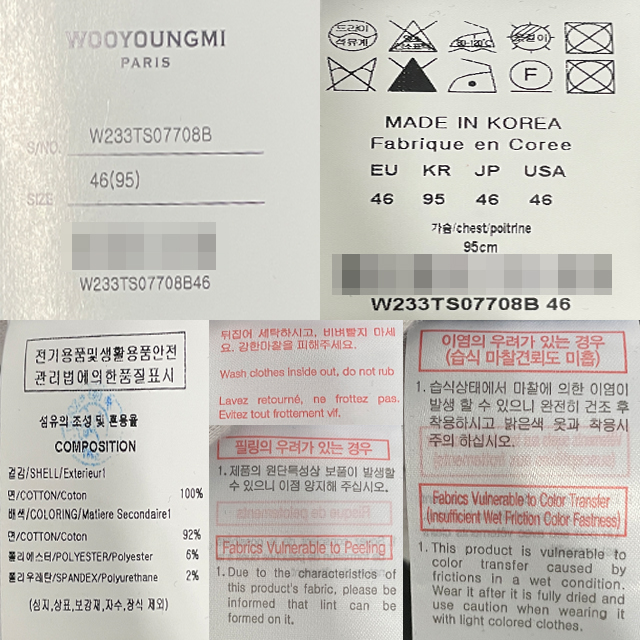 WOOYOUNGMI
PARIS
S/NO. W233TS07708B
SIZE 46(95)
W233TS07708B46
드라이
석유계
염소
산소표백
80~120℃
손짜기
F
MADE IN KOREA
Fabrique en Coree
EU KR JP USA
46 95 46 46
가슴/chest/poitrine
95cm
W233TS07708B 46
전기용품및생활용품안전
관리법에의한품질표시
섬유의 조성 및 혼용율
COMPOSITION
겉감/SHELL/Exterieur1
면/COTTON/Coton 100%
배색/COLORING/Matiere Secondaire1
면/COTTON/Coton 92%
폴리에스터/POLYESTER/Polyester 6%
폴리우레탄/SPANDEX/Polyurethane 2%
(심지,상표,보강재,자수,장식 제외)
뒤집어 세탁하시고, 비벼빨지 마세
요. 강한마찰을 피해주세요.
Wash clothes inside out, do not rub
Lavez retourné, ne frottez pas.
Evitez tout frottement vif.
필링의 우려가 있는 경우
1. 제품의 원단특성상 보풀이 발생할
수 있으니 이점 양지해 주십시오.
Risque de peluchements
Fabrics Vulnerable to Peeling
1. Due to the characteristics of
this product's fabric, please be
informed that lint can be
formed on it.
이염의 우려가 있는 경우
(습식 마찰견뢰도 미흡)
1. 습식상태에서 마찰에 의한 이염이
발생 할 수 있으니 완전히 건조 후
착용하시고 밝은색 옷과 착용시
주의 하십시오.
Fabrics Vulnerable to Color Transfer
(Insufficient Wet Friction Color Fastness)
1. This product is vulnerable to
color transfer caused by
frictions in a wet condition.
Wear it after it is fully dried and
use caution when wearing it
with light colored clothes.